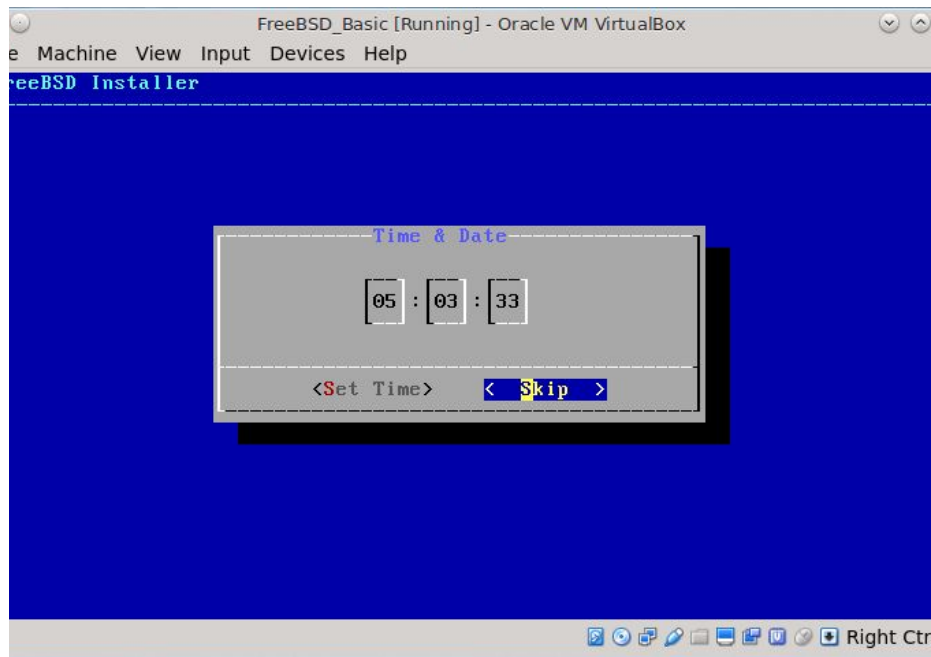 FreeBSD_Basic [Running] - Oracle VM VirtualBox
e Machine View Input Devices Help
reeBSD Installer
Time & Date
05 : 03 : 33
<Set Time> < Skip >
Right Ctr